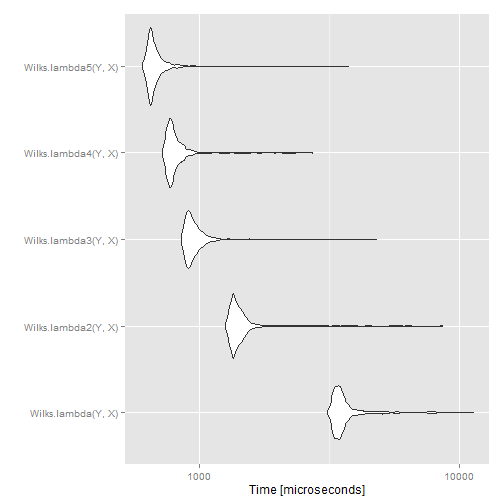 Wilks.lambda5(Y, X)
Wilks.lambda4(Y, X)
Wilks.lambda3(Y, X)
Wilks.lambda2(Y, X)
Wilks.lambda(Y, X)
1000 10000
Time [microseconds]